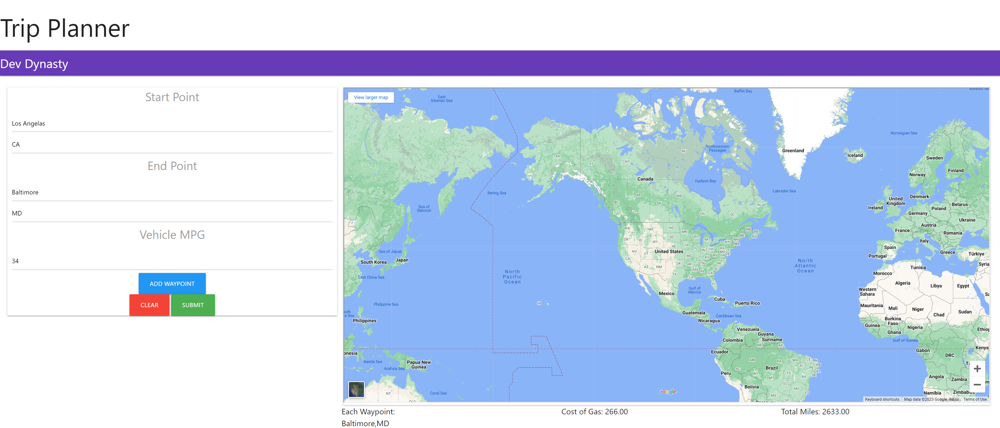 Trip Planner
Dev Dynasty
Start Point
Los Angelas
CA
End Point
Baltimore
MD
Vehicle MPG
34
ADD WAYPOINT
CLEAR
SUBMIT
View larger map
East
Siberian Sea
Baffin Bay
Norwegian Sea
Northwestern
Passages
NU
Greenland
Iceland
AK
YT
NT
Sweden
Finland
Norway
Canada
Hudson Bay
Labrador Sea
Bering Sea
Sea of
Okhotsk
AB
MB
BC
SK
NL
ON
QC
United
Kingdom
Denmark
Ireland
Belarus
Poland
Germany
Ukraine
Austria
France
Romania
Italy
Spain
Portugal
Greece
Türkiye
WA
MT
ND
MN
OR
ID
WY
SD
WI
MI
NB
PE
ME
NS
NH
NY
MA
NE
IA
IL
IN
OH
PA
MD
DE
NV
UT
United States
MO
KY
WV
VA
CA
AZ
NM
OK
AR
TN
NC
MS
AL
SC
GA
TX
LA
FL
Sea of Japan
South Korea
Japan
East China Sea
North
Pacific
Ocean
North
Atlantic
Ocean
Tunisia
Syria
Morocco
Algeria
Libya
Egypt
Western
Sahara
Gulf of
Mexico
Mexico
Cuba
Puerto Rico
HI
Philippine Sea
Philippines
Guatemala
Caribbean Sea
Nicaragua
Mauritania
Mali
Niger
Chad
Sudan
Burkina
Faso
Guinea
Nigeria
Ghana
Gulf of Guinea
Venezuela
Guyana
Suriname
Colombia
RR
AP
Ecuador
Gabon
DRC
Kenya
Banda Sea
Arafura Sea
Papua New
Guinea
AM
PA
MA
CE
RN
PB
PI
PE
AL
SE
Brazil
AC
RO
TO
BA
MT
Peru
GO
MG
ES
Bolivia
MS
SP
Angola
Zambia
Namibia
Zimbabwe
NT
Coral Sea
Google
Keyboard shortcuts
Map data ©2023 Google, INEGI
Terms of Use
Each Waypoint:
Baltimore,MD
Cost of Gas: 266.00
Total Miles: 2633.00